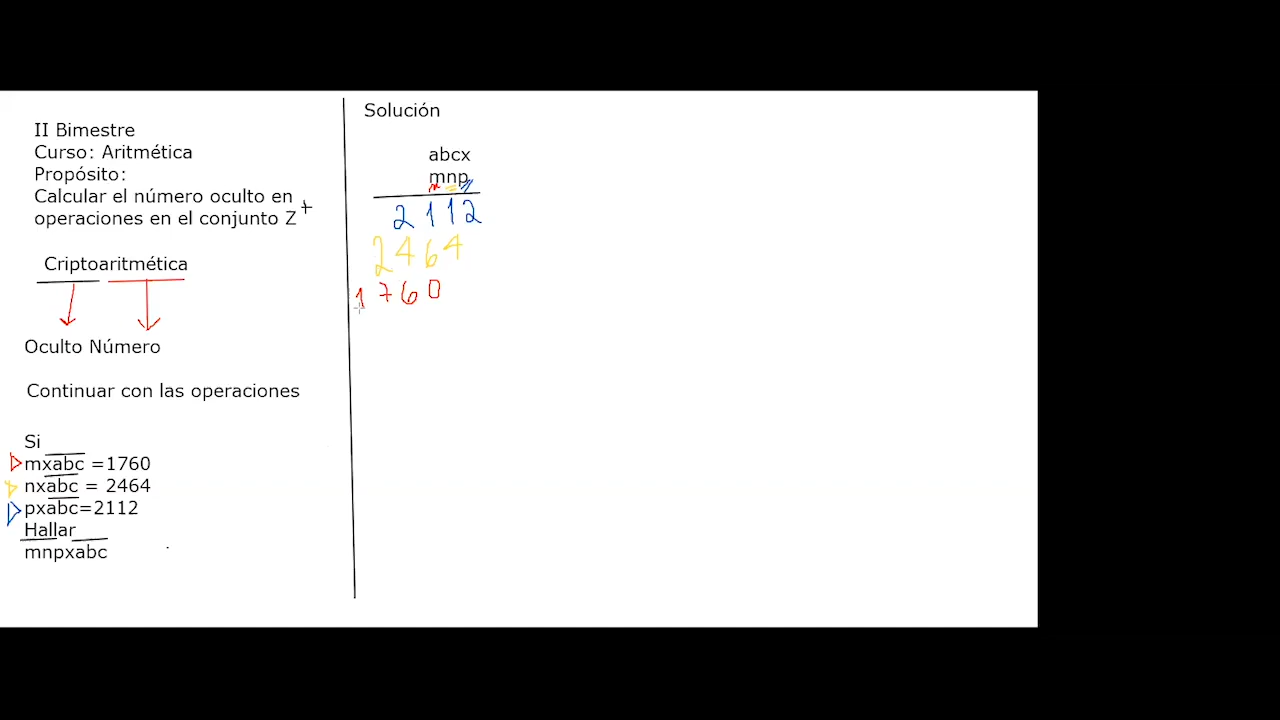 II Bimestre
Curso: Aritmética
Propósito:
Calcular el número oculto en
operaciones en el conjunto Z+
Criptoaritmética
Oculto Número
Continuar con las operaciones
Si
mxabc =1760
nxabc = 2464
pxabc=2112
Hallar
mnpxabc
Solución
abcx
mnp
2112
2464
1760